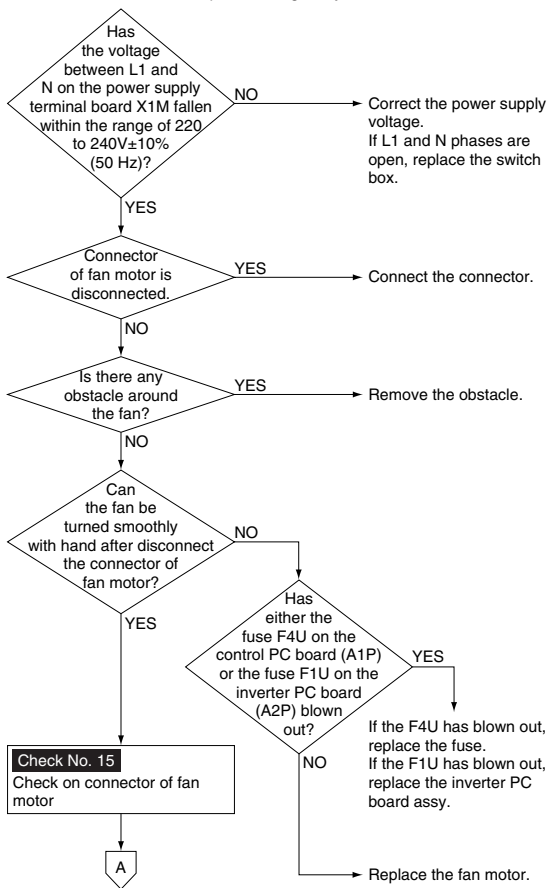 Has
the voltage
between L1 and
N on the power supply
terminal board X1M fallen
within the range of 220
to 240V±10%
(50 Hz)?
NO
Correct the power supply
voltage.
If L1 and N phases are
open, replace the switch
box.
YES
Connector
of fan motor is
disconnected.
YES
Connect the connector.
NO
Is there any
obstacle around
the fan?
YES
Remove the obstacle.
NO
Can
the fan be
turned smoothly
with hand after disconnect
the connector of
fan motor?
NO
YES
Has
either the
fuse F4U on the
control PC board (A1P)
or the fuse F1U on the
inverter PC board
(A2P) blown
out?
YES
If the F4U has blown out,
replace the fuse.
If the F1U has blown out,
replace the inverter PC
board assy.
NO
Replace the fan motor.
Check No. 15
Check on connector of fan
motor
A